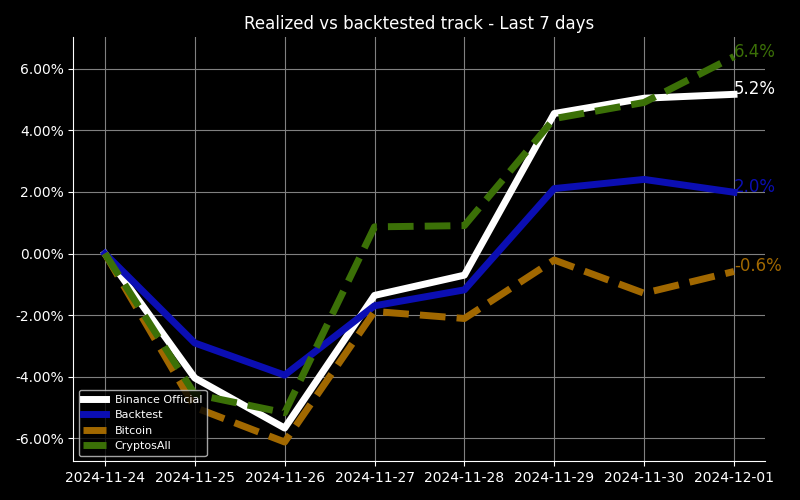 Realized vs backtested track - Last 7 days
6.00%
4.00%
2.00%
0.00%
-2.00%
-4.00%
-6.00%
6.4%
5.2%
2.0%
-0.6%
Binance Official
Backtest
Bitcoin
CryptosAll
2024-11-24 2024-11-25 2024-11-26 2024-11-27 2024-11-28 2024-11-29 2024-11-30 2024-12-01